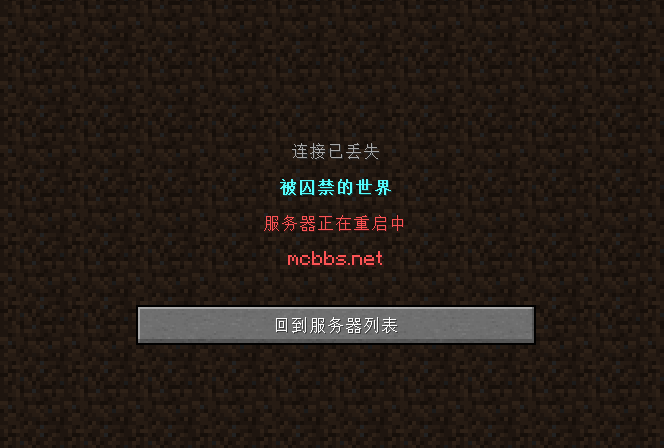 连接已丢失
被囚禁的世界
服务器正在重启中
mcbbs.net
回到服务器列表